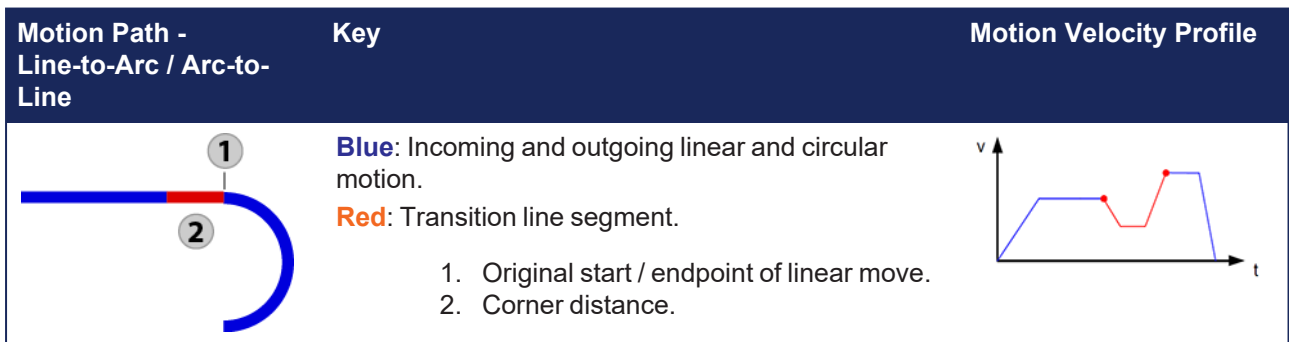 Motion Path -
Line-to-Arc / Arc-to-
Line
Key
Motion Velocity Profile
1
2
Blue: Incoming and outgoing linear and circular
motion.
Red: Transition line segment.
1. Original start / endpoint of linear move.
2. Corner distance.
v
t